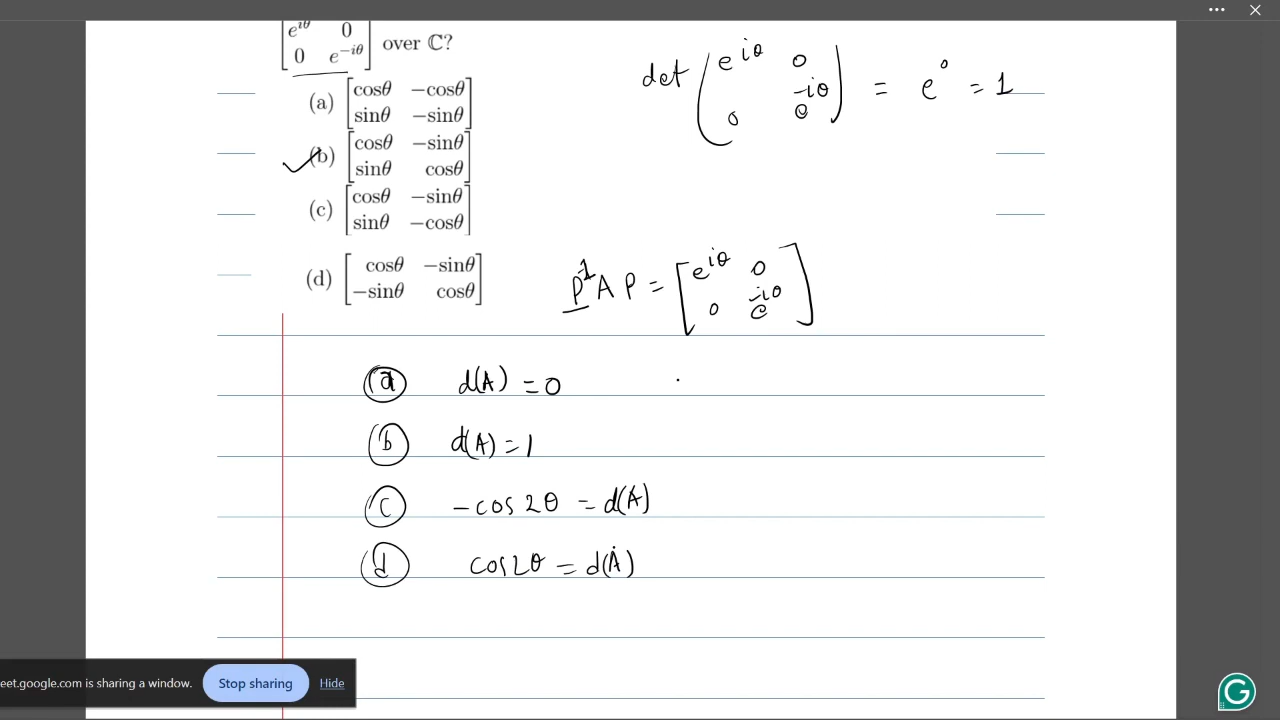 [e^{iθ} 0
0 e^{-iθ}] over ℂ?
(a) [cosθ −cosθ
sinθ −sinθ]
(b) [cosθ −sinθ
sinθ cosθ]
(c) [cosθ −sinθ
sinθ −cosθ]
(d) [cosθ −sinθ
−sinθ cosθ]
det (e^{iθ} 0
0 e^{-iθ}) = e^0 = 1
P^{-1} A P = [e^{iθ} 0
0 e^{-iθ}]
(a) d(A) = 0
(b) d(A) = 1
(c) −cos 2θ = d(A)
(d) cos 2θ = d(A)
eet.google.com is sharing a window. Stop sharing Hide